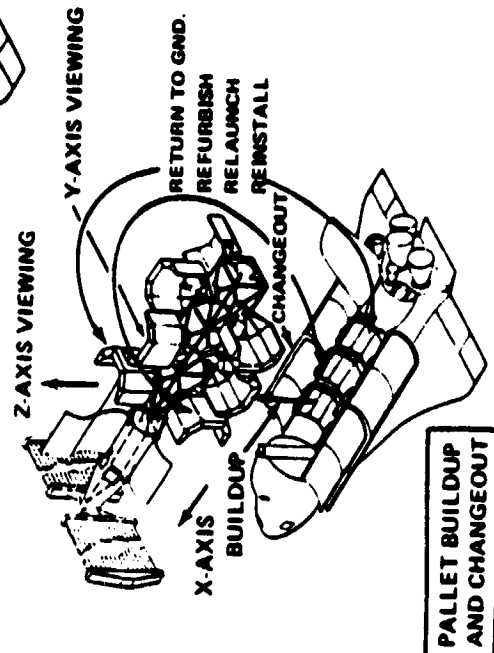 Z-AXIS VIEWING
Y-AXIS VIEWING
RETURN TO GND.
REFURBISH
RELAUNCH
REINSTALL
CHANGEOUT
X-AXIS
BUILDUP
PALLET BUILDUP
AND CHANGEOUT